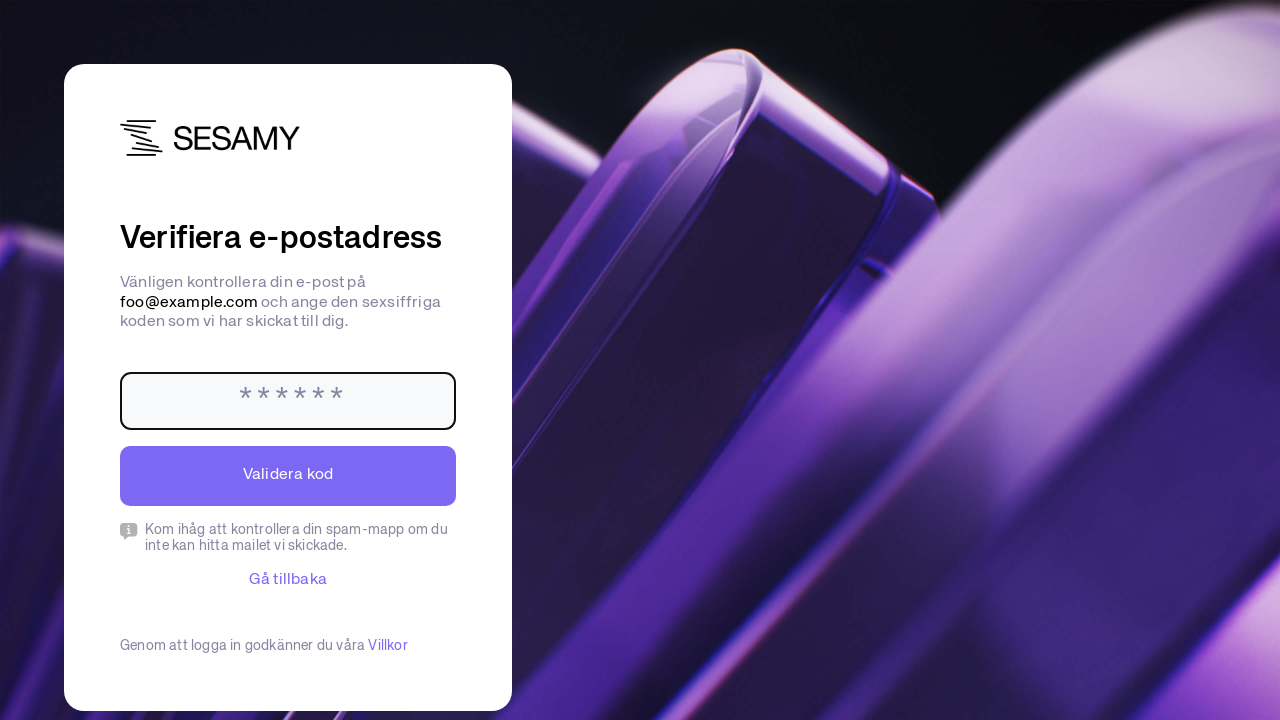 SESAMY
Verifiera e-postadress
Vänligen kontrollera din e-post på
foo@example.com och ange den sexsiffriga
koden som vi har skickat till dig.
******
Validera kod
Kom ihåg att kontrollera din spam-mapp om du
inte kan hitta mailet vi skickade.
Gå tillbaka
Genom att logga in godkänner du våra Villkor